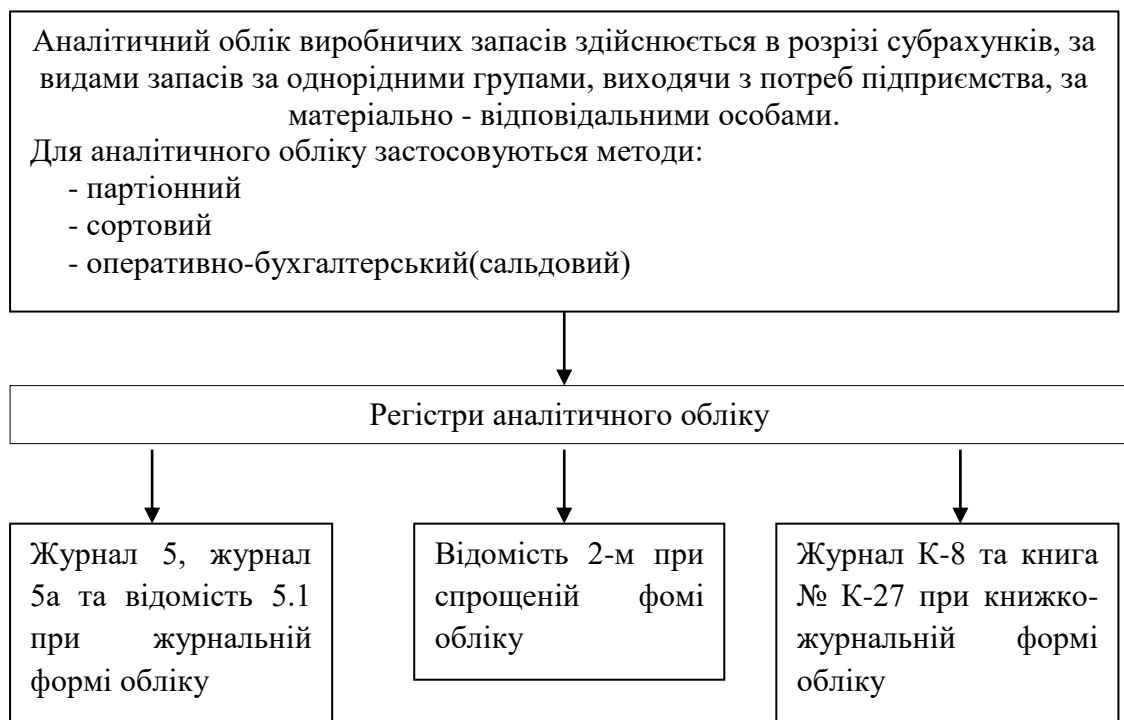 Аналітичний облік виробничих запасів здійснюється в розрізі субрахунків, за
видами запасів за однорідними групами, виходячи з потреб підприємства, за
матеріально - відповідальними особами.
Для аналітичного обліку застосовуються методи:
- партіонний
- сортовий
- оперативно-бухгалтерський(сальдовий)
Регістри аналітичного обліку
Журнал 5, журнал
5а та відомість 5.1
при журнальній
формі обліку
Відомість 2-м при
спрощеній фомі
обліку
Журнал К-8 та книга
№ К-27 при книжко-
журнальній формі
обліку